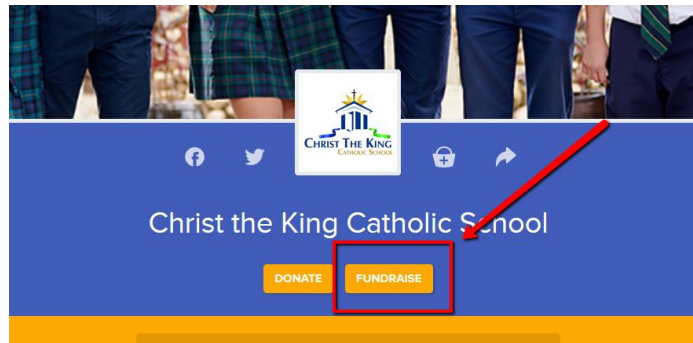 CHRIST THE KING
CATHOLIC SCHOOL
Christ the King Catholic School
DONATE
FUNDRAISE